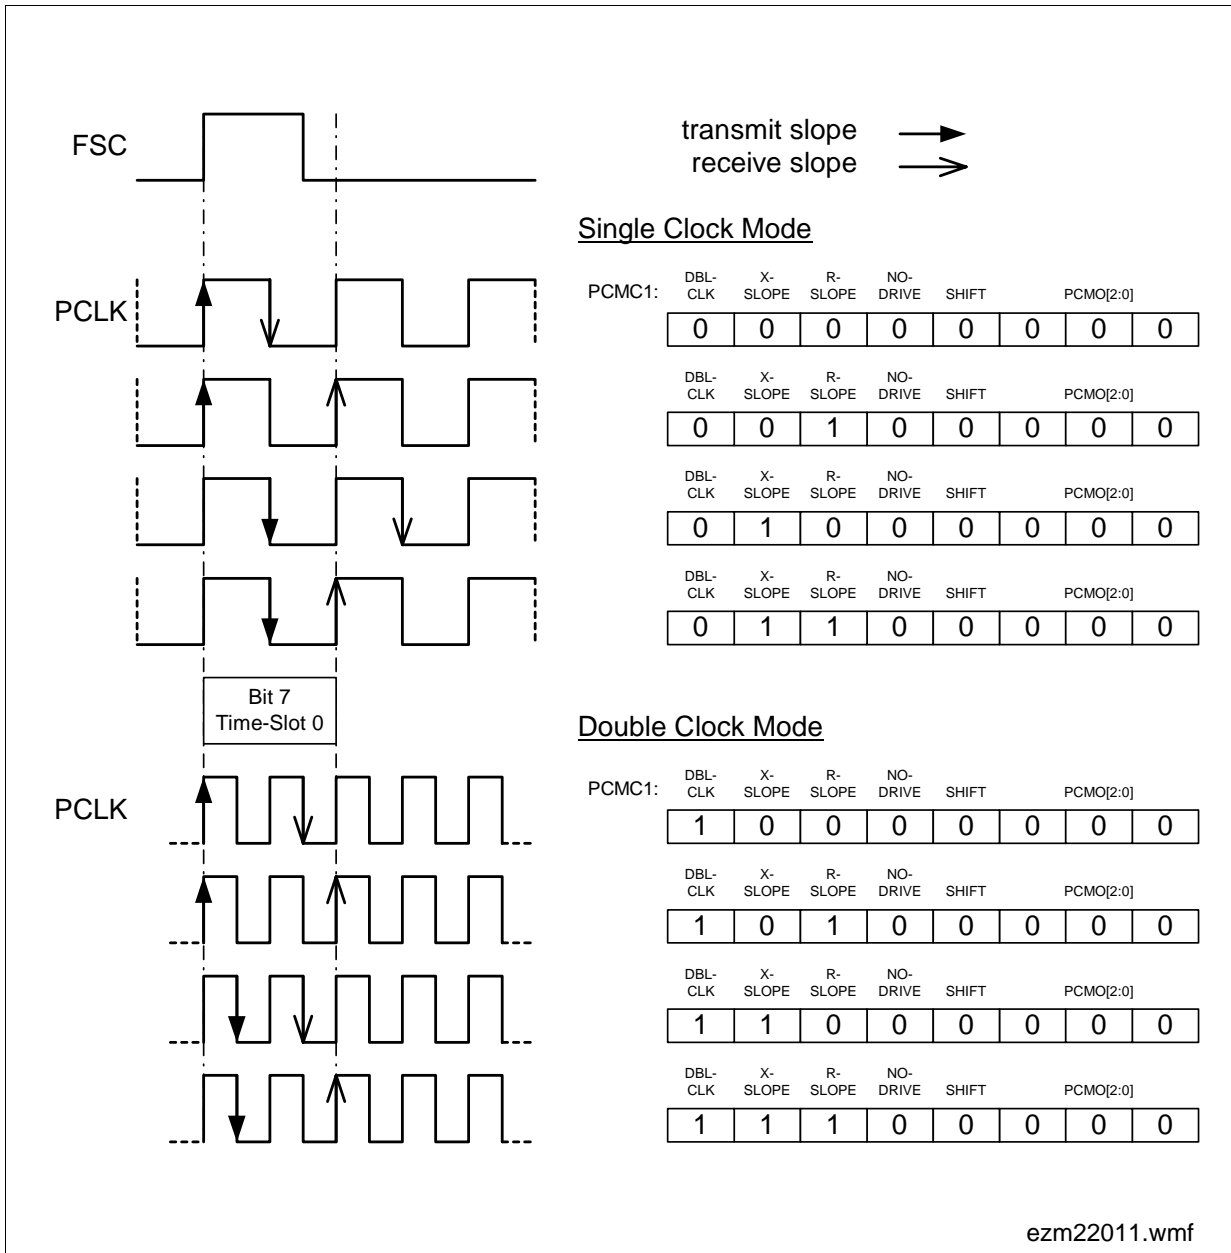 FSC
transmit slope
receive slope
Single Clock Mode
PCLK
PCMC1:
DBL-CLK X-SLOPE R-SLOPE NO-DRIVE SHIFT PCMO[2:0]
0 0 0 0 0 0 0 0
DBL-CLK X-SLOPE R-SLOPE NO-DRIVE SHIFT PCMO[2:0]
0 0 1 0 0 0 0 0
DBL-CLK X-SLOPE R-SLOPE NO-DRIVE SHIFT PCMO[2:0]
0 1 0 0 0 0 0 0
DBL-CLK X-SLOPE R-SLOPE NO-DRIVE SHIFT PCMO[2:0]
0 1 1 0 0 0 0 0
Bit 7
Time-Slot 0
Double Clock Mode
PCLK
PCMC1:
DBL-CLK X-SLOPE R-SLOPE NO-DRIVE SHIFT PCMO[2:0]
1 0 0 0 0 0 0 0
DBL-CLK X-SLOPE R-SLOPE NO-DRIVE SHIFT PCMO[2:0]
1 0 1 0 0 0 0 0
DBL-CLK X-SLOPE R-SLOPE NO-DRIVE SHIFT PCMO[2:0]
1 1 0 0 0 0 0 0
DBL-CLK X-SLOPE R-SLOPE NO-DRIVE SHIFT PCMO[2:0]
1 1 1 0 0 0 0 0
ezm22011.wmf